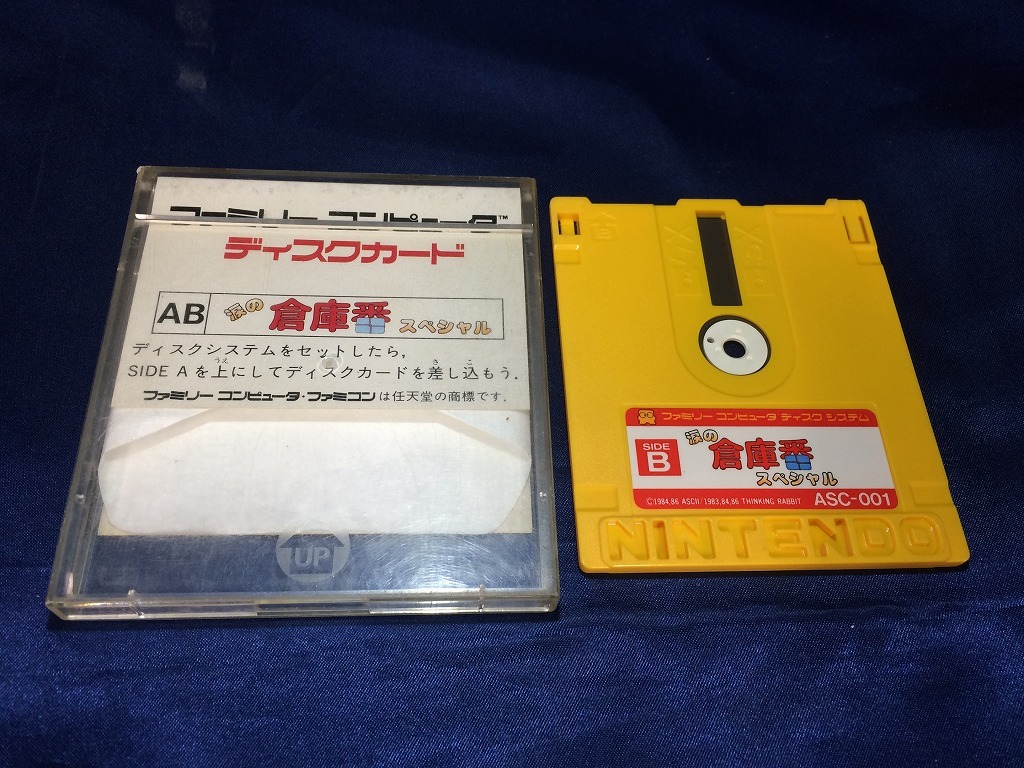 ファミリー コンピュータ™
ディスクカード
AB 涙の 倉庫番 スペシャル
ディスクシステムをセットしたら,
SIDE A を上にしてディスクカードを差し込もう.
うえ
さ こ
ファミリー コンピュータ・ファミコン は任天堂の商標です.
UP
ファミリー コンピュータ ディスク システム
SIDE B
涙の 倉庫番 スペシャル
C1984,86 ASCII/1983,84,86 THINKING RABBIT ASC-001
NINTENDO